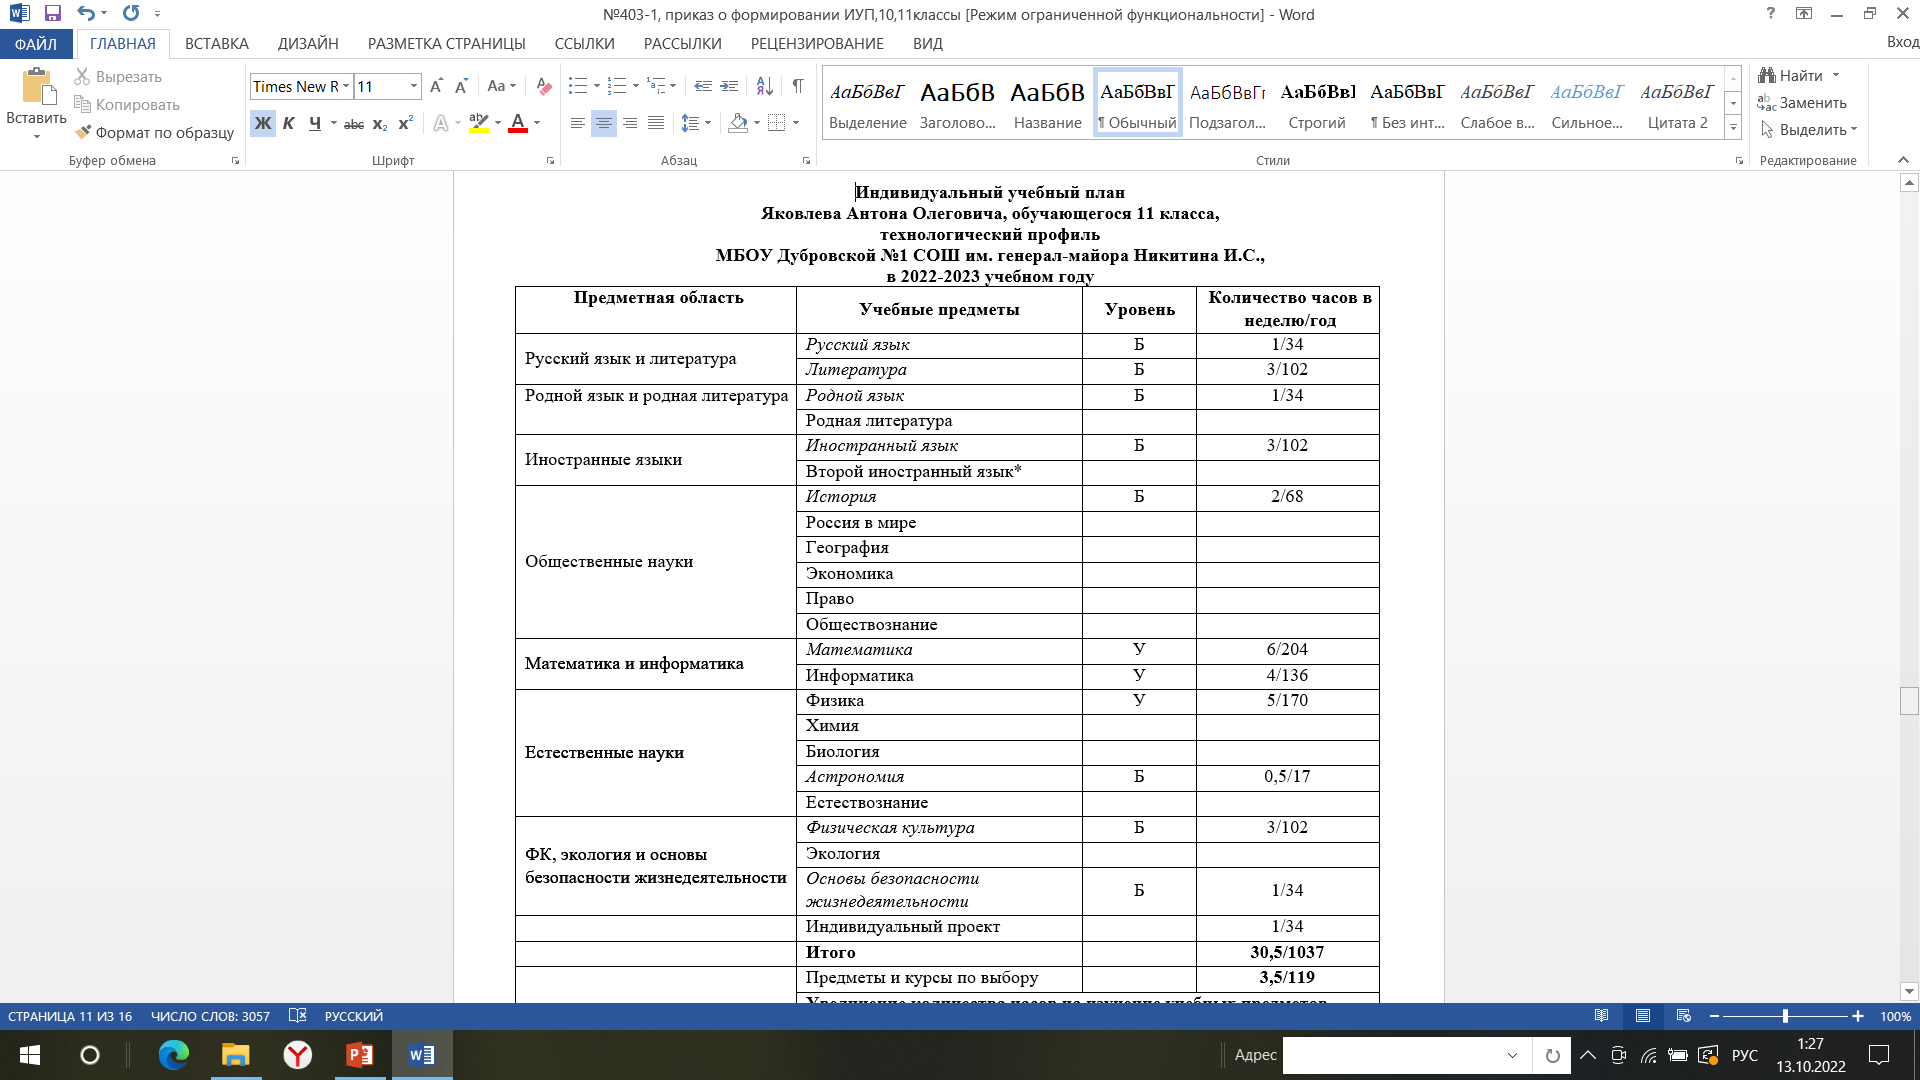 №403-1, приказ о формировании ИУП,10,11классы [Режим ограниченной функциональности] - Word
ФАЙЛ ГЛАВНАЯ ВСТАВКА ДИЗАЙН РАЗМЕТКА СТРАНИЦЫ ССЫЛКИ РАССЫЛКИ РЕЦЕНЗИРОВАНИЕ ВИД Вход
Вставить
Вырезать
Копировать
Формат по образцу
Буфер обмена
Times New R 11
Шрифт
Абзац
АаБбВвГ АаБбВ АаБбВ АаБбВвГ АаБбВвГг АаБбВвІ АаБбВвГ АаБбВвГ АаБбВвГ АаБбВвГ
Выделение Заголово... Название ¶ Обычный Подзагол... Строгий ¶ Без инт... Слабое в... Сильное... Цитата 2
Стили
Найти
Заменить
Выделить
Редактирование
Индивидуальный учебный план
Яковлева Антона Олеговича, обучающегося 11 класса,
технологический профиль
МБОУ Дубровской №1 СОШ им. генерал-майора Никитина И.С.,
в 2022-2023 учебном году
Предметная область Учебные предметы Уровень Количество часов в
неделю/год
Русский язык и литература Русский язык Б 1/34
Литература Б 3/102
Родной язык и родная литература Родной язык Б 1/34
Родная литература
Иностранные языки Иностранный язык Б 3/102
Второй иностранный язык*
Общественные науки История Б 2/68
Россия в мире
География
Экономика
Право
Обществознание
Математика и информатика Математика У 6/204
Информатика У 4/136
Естественные науки Физика У 5/170
Химия
Биология
Астрономия Б 0,5/17
Естествознание
ФК, экология и основы
безопасности жизнедеятельности
Физическая культура Б 3/102
Экология
Основы безопасности
жизнедеятельности Б 1/34
Индивидуальный проект 1/34
Итого 30,5/1037
Предметы и курсы по выбору 3,5/119
СТРАНИЦА 11 ИЗ 16 ЧИСЛО СЛОВ: 3057 РУССКИЙ 100%
Адрес РУС 1:27
13.10.2022